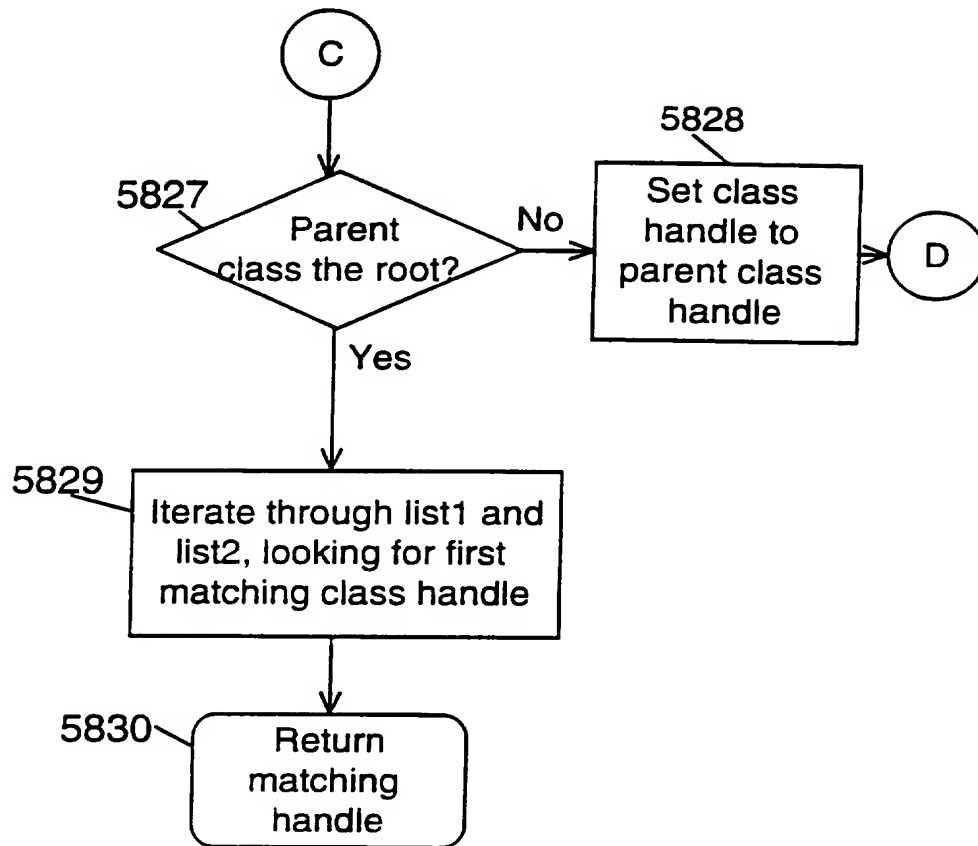 C
5827
Parent
class the root?
No
5828
Set class
handle to
parent class
handle
D
Yes
5829
Iterate through list1 and
list2, looking for first
matching class handle
5830
Return
matching
handle